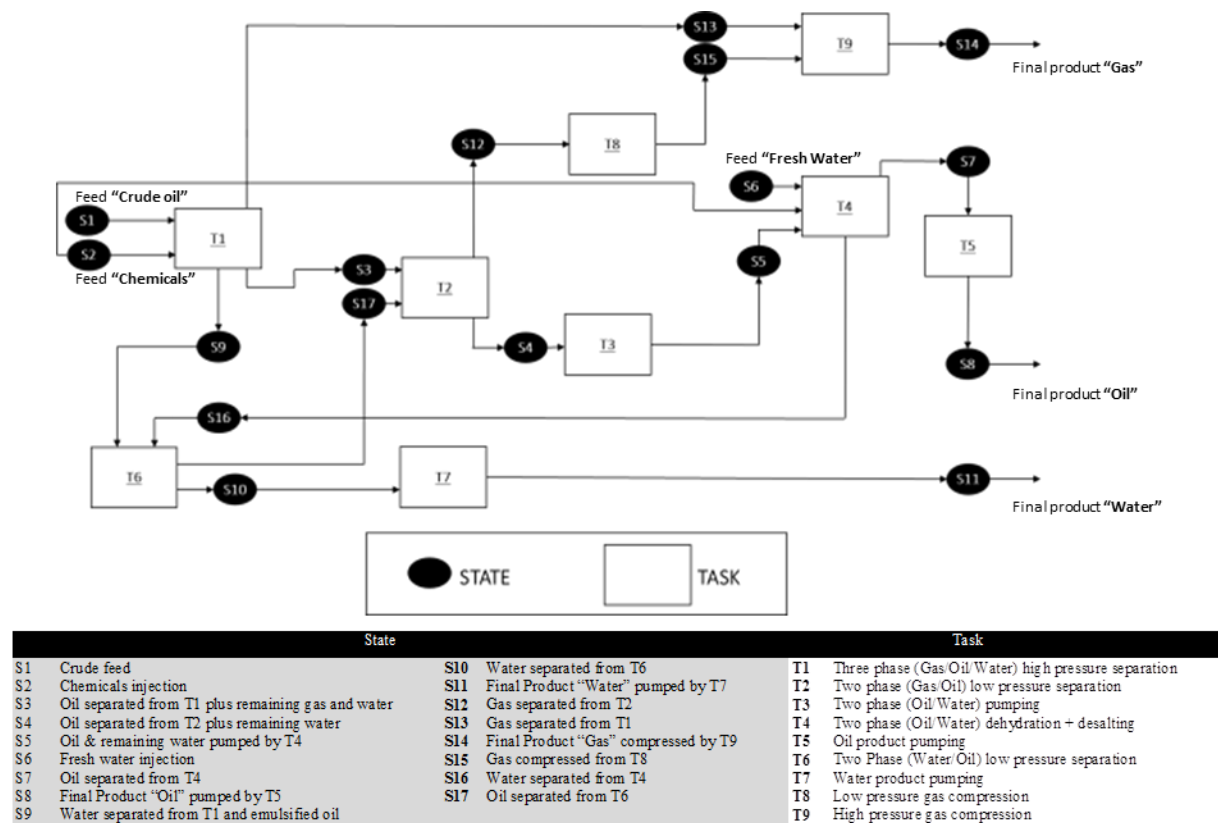 S13
T9
S14
Final product “Gas”
S15
S12
T8
Feed “Fresh Water”
S7
S6
T4
Feed “Crude oil”
S1
T1
S2
Feed “Chemicals”
T5
S3
T2
S5
S17
S9
S4
T3
S8
Final product “Oil”
S16
T6
S10
T7
S11
Final product “Water”
STATE
TASK
State Task
S1 Crude feed S10 Water separated from T6 T1 Three phase (Gas/Oil/Water) high pressure separation
S2 Chemicals injection S11 Final Product “Water” pumped by T7 T2 Two phase (Gas/Oil) low pressure separation
S3 Oil separated from T1 plus remaining gas and water S12 Gas separated from T2 T3 Two phase (Oil/Water) pumping
S4 Oil separated from T2 plus remaining water S13 Gas separated from T1 T4 Two phase (Oil/Water) dehydration + desalting
S5 Oil & remaining water pumped by T4 S14 Final Product “Gas” compressed by T9 T5 Oil product pumping
S6 Fresh water injection S15 Gas compressed from T8 T6 Two Phase (Water/Oil) low pressure separation
S7 Oil separated from T4 S16 Water separated from T4 T7 Water product pumping
S8 Final Product “Oil” pumped by T5 S17 Oil separated from T6 T8 Low pressure gas compression
S9 Water separated from T1 and emulsified oil T9 High pressure gas compression